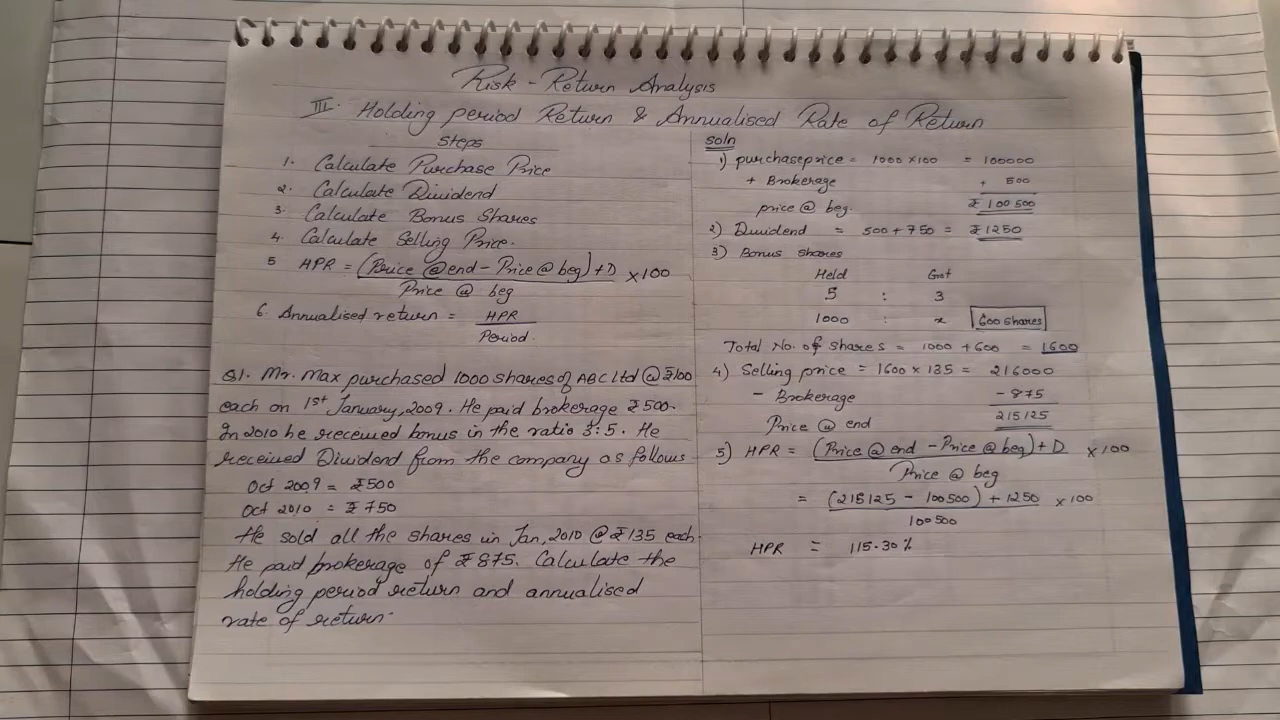 Risk - Return Analysis
III. Holding period Return & Annualised Rate of Return
Steps
1. Calculate Purchase Price
2. Calculate Dividend
3. Calculate Bonus Shares
4. Calculate Selling Price.
5 HPR = (Price @ end - Price @ beg) + D × 100
Price @ beg
6. Annualised return = HPR
Period.
Q1. Mr. Max purchased 1000 shares of ABC Ltd @ ₹100
each on 1st January, 2009. He paid brokerage ₹500.
In 2010 he received bonus in the ratio 3:5. He
received Dividend from the company as follows
Oct 2009 = ₹500
Oct 2010 = ₹750
He sold all the shares in Jan, 2010 @ ₹135 each
He paid brokerage of ₹875. Calculate the
holding period return and annualised
rate of return.
Soln
1) purchase price = 1000 × 100 = 100000
+ Brokerage + 500
price @ beg. ₹ 100500
2) Dividend = 500 + 750 = ₹1250
3) Bonus shares
Held Got
5 : 3
1000 : x 600 shares
Total No. of shares = 1000 + 600 = 1600
4) Selling price = 1600 × 135 = 216000
- Brokerage - 875
Price @ end 215125
5) HPR = (Price @ end - Price @ beg) + D × 100
Price @ beg
= (215125 - 100500) + 1250 × 100
100500
HPR = 115.30%